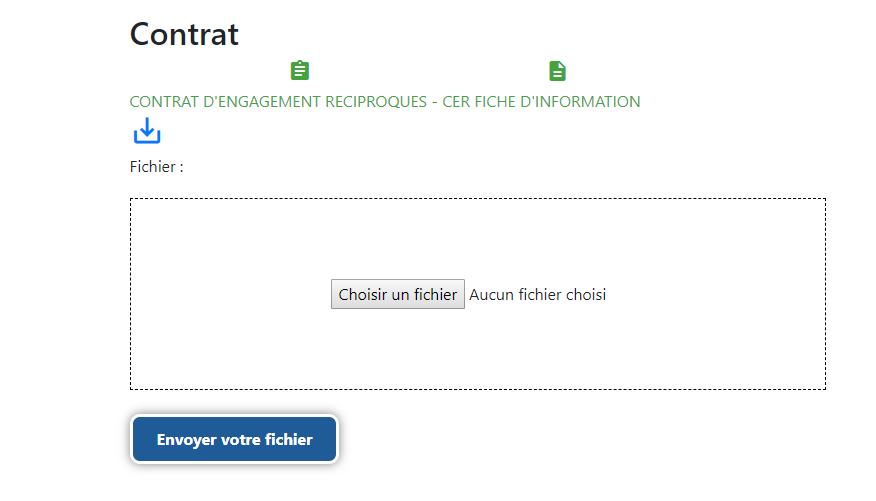 Contrat
CONTRAT D'ENGAGEMENT RECIPROQUES - CER FICHE D'INFORMATION
Fichier :
Choisir un fichier Aucun fichier choisi
Envoyer votre fichier